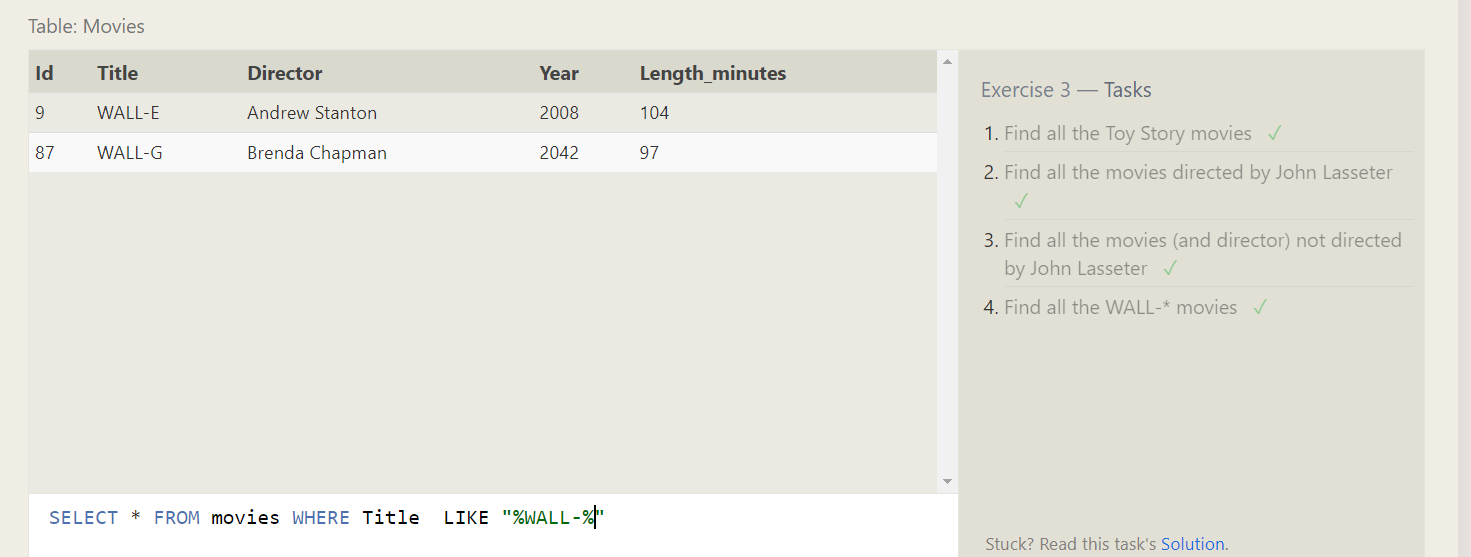 Table: Movies
Id Title Director Year Length_minutes
9 WALL-E Andrew Stanton 2008 104
87 WALL-G Brenda Chapman 2042 97
SELECT * FROM movies WHERE Title  LIKE "%WALL-%"
Exercise 3 — Tasks
1. Find all the Toy Story movies ✓
2. Find all the movies directed by John Lasseter
✓
3. Find all the movies (and director) not directed
by John Lasseter ✓
4. Find all the WALL-* movies ✓
Stuck? Read this task's Solution.